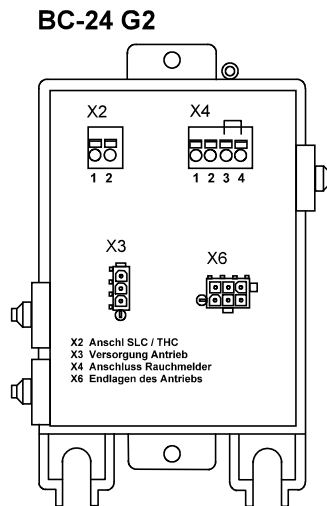 BC-24 G2
X2 X4
1 2 1 2 3 4
X3 X6
X2 Anschl SLC / THC
X3 Versorgung Antrieb
X4 Anschluss Rauchmelder
X6 Endlagen des Antriebs